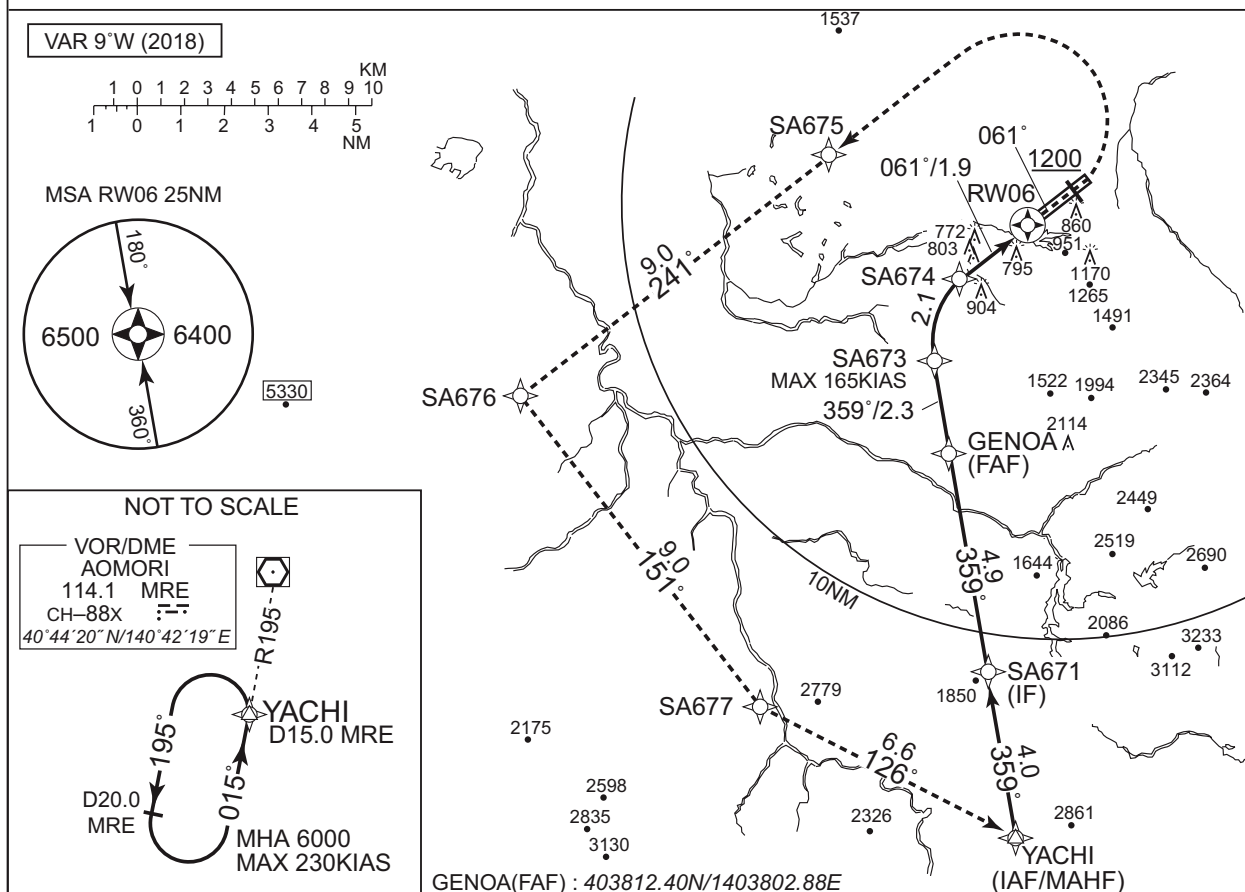 VAR 9°W (2018)
KM
1 0 1 2 3 4 5 6 7 8 9 10
1 0 1 2 3 4 5
NM
MSA RW06 25NM
180°
6500 6400
360°
5330
1537
SA675
061°
1200
061°/1.9
RW06
772
803
860
951
795
1170
1265
SA674
904
1491
2.1
9.0
241°
SA673
MAX 165KIAS
359°/2.3
1522
1994
2345
2364
SA676
2114
GENOA
(FAF)
2449
2519
2690
1644
4.9
359°
10NM
9.0
151°
2086
3233
3112
SA671
(IF)
1850
2779
SA677
2175
6.6
126°
4.0
359°
2598
2835
3130
2326
2861
YACHI
(IAF/MAHF)
NOT TO SCALE
VOR/DME
AOMORI
114.1 MRE
CH–88X
40°44´20˝N/140°42´19˝E
R195°
YACHI
D15.0 MRE
195°
015°
D20.0
MRE
MHA 6000
MAX 230KIAS
GENOA(FAF) : 403812.40N/1403802.88E